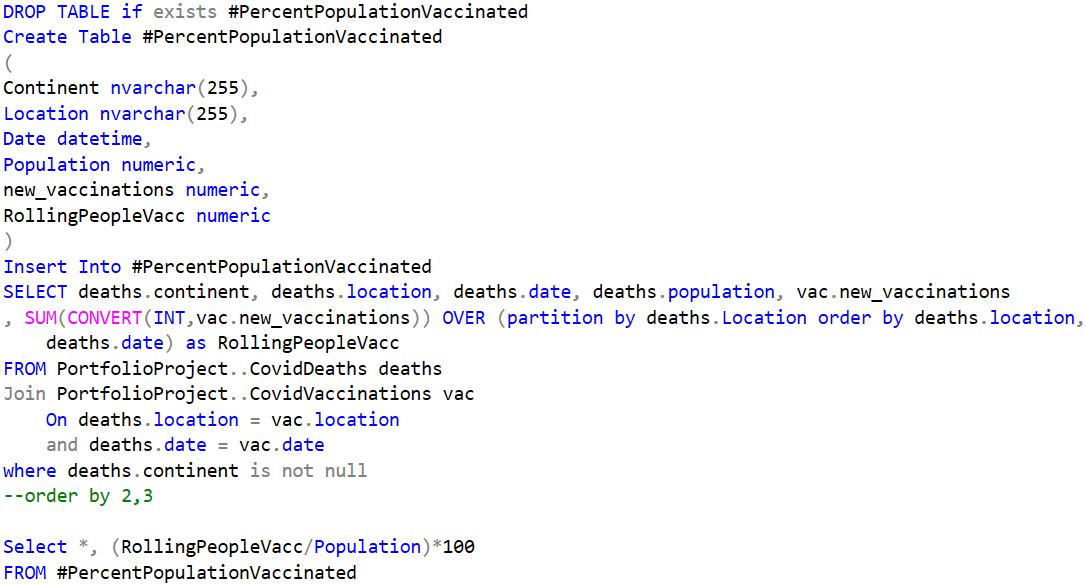 DROP TABLE if exists #PercentPopulationVaccinated
Create Table #PercentPopulationVaccinated
(
Continent nvarchar(255),
Location nvarchar(255),
Date datetime,
Population numeric,
new_vaccinations numeric,
RollingPeopleVacc numeric
)
Insert Into #PercentPopulationVaccinated
SELECT deaths.continent, deaths.location, deaths.date, deaths.population, vac.new_vaccinations
, SUM(CONVERT(INT,vac.new_vaccinations)) OVER (partition by deaths.Location order by deaths.location,
    deaths.date) as RollingPeopleVacc
FROM PortfolioProject..CovidDeaths deaths
Join PortfolioProject..CovidVaccinations vac
    On deaths.location = vac.location
    and deaths.date = vac.date
where deaths.continent is not null
--order by 2,3

Select *, (RollingPeopleVacc/Population)*100
FROM #PercentPopulationVaccinated